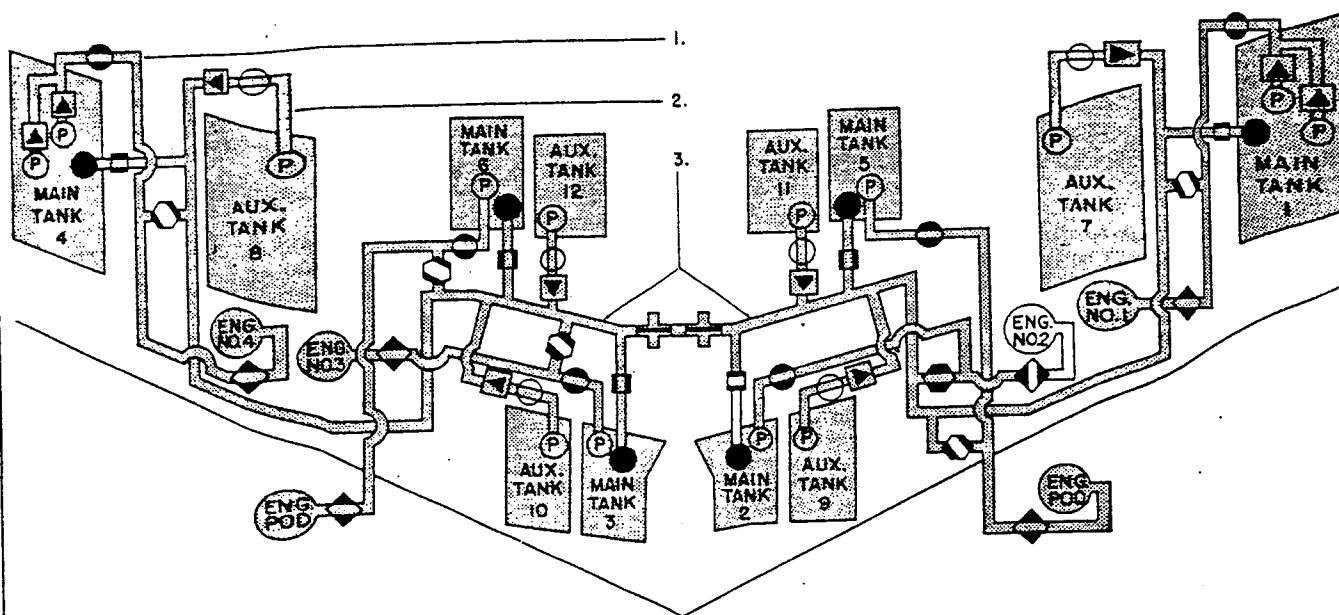 1.
2.
3.
MAIN
TANK
4
P
P
AUX.
TANK
8
P
MAIN
TANK
6
P
AUX.
TANK
12
P
AUX.
TANK
11
P
MAIN
TANK
5
P
AUX.
TANK
7
P
MAIN
TANK
1
P
P
ENG.
NO.4
ENG.
NO.3
ENG.
NO.2
ENG.
NO.1
AUX.
TANK
10
P
MAIN
TANK
3
P
MAIN
TANK
2
P
AUX.
TANK
9
P
ENG.
POD
ENG.
POD